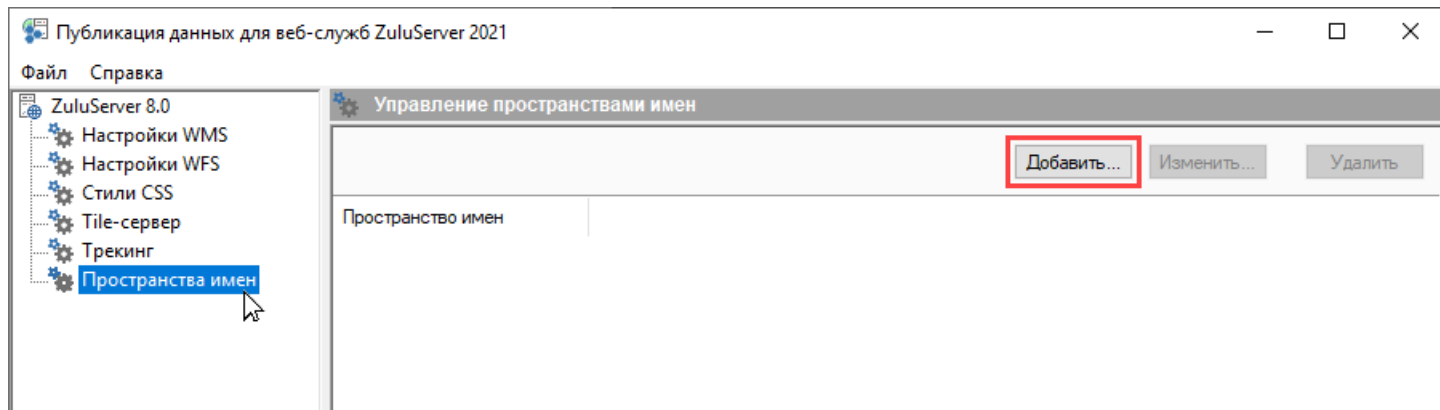 Публикация данных для веб-служб ZuluServer 2021
Файл Справка
ZuluServer 8.0
Настройки WMS
Настройки WFS
Стили CSS
Tile-сервер
Трекинг
Пространства имен
Управление пространствами имен
Добавить... Изменить... Удалить
Пространство имен